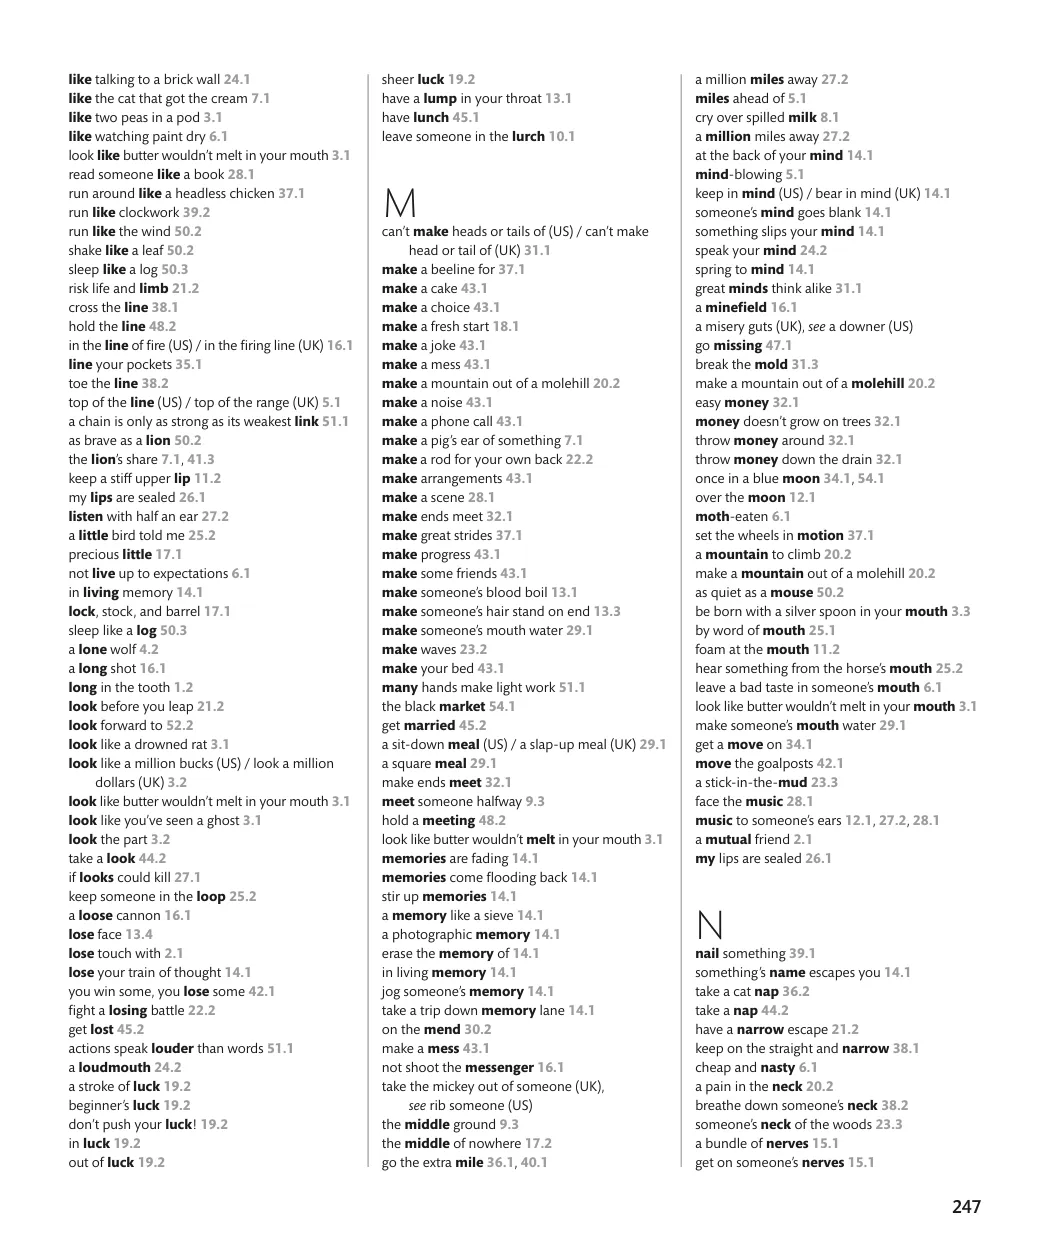 like talking to a brick wall 24.1
like the cat that got the cream 7.1
like two peas in a pod 3.1
like watching paint dry 6.1
look like butter wouldn’t melt in your mouth 3.1
read someone like a book 28.1
run around like a headless chicken 37.1
run like clockwork 39.2
run like the wind 50.2
shake like a leaf 50.2
sleep like a log 50.3
risk life and limb 21.2
cross the line 38.1
hold the line 48.2
in the line of fire (US) / in the firing line (UK) 16.1
line your pockets 35.1
toe the line 38.2
top of the line (US) / top of the range (UK) 5.1
a chain is only as strong as its weakest link 51.1
as brave as a lion 50.2
the lion’s share 7.1, 41.3
keep a stiff upper lip 11.2
my lips are sealed 26.1
listen with half an ear 27.2
a little bird told me 25.2
precious little 17.1
not live up to expectations 6.1
in living memory 14.1
lock, stock, and barrel 17.1
sleep like a log 50.3
a lone wolf 4.2
a long shot 16.1
long in the tooth 1.2
look before you leap 21.2
look forward to 52.2
look like a drowned rat 3.1
look like a million bucks (US) / look a million
dollars (UK) 3.2
look like butter wouldn’t melt in your mouth 3.1
look like you’ve seen a ghost 3.1
look the part 3.2
take a look 44.2
if looks could kill 27.1
keep someone in the loop 25.2
a loose cannon 16.1
lose face 13.4
lose touch with 2.1
lose your train of thought 14.1
you win some, you lose some 42.1
fight a losing battle 22.2
get lost 45.2
actions speak louder than words 51.1
a loudmouth 24.2
a stroke of luck 19.2
beginner’s luck 19.2
don’t push your luck! 19.2
in luck 19.2
out of luck 19.2
sheer luck 19.2
have a lump in your throat 13.1
have lunch 45.1
leave someone in the lurch 10.1
M
can’t make heads or tails of (US) / can’t make
head or tail of (UK) 31.1
make a beeline for 37.1
make a cake 43.1
make a choice 43.1
make a fresh start 18.1
make a joke 43.1
make a mess 43.1
make a mountain out of a molehill 20.2
make a noise 43.1
make a phone call 43.1
make a pig’s ear of something 7.1
make a rod for your own back 22.2
make arrangements 43.1
make a scene 28.1
make ends meet 32.1
make great strides 37.1
make progress 43.1
make some friends 43.1
make someone’s blood boil 13.1
make someone’s hair stand on end 13.3
make someone’s mouth water 29.1
make waves 23.2
make your bed 43.1
many hands make light work 51.1
the black market 54.1
get married 45.2
a sit-down meal (US) / a slap-up meal (UK) 29.1
a square meal 29.1
make ends meet 32.1
meet someone halfway 9.3
hold a meeting 48.2
look like butter wouldn’t melt in your mouth 3.1
memories are fading 14.1
memories come flooding back 14.1
stir up memories 14.1
a memory like a sieve 14.1
a photographic memory 14.1
erase the memory of 14.1
in living memory 14.1
jog someone’s memory 14.1
take a trip down memory lane 14.1
on the mend 30.2
make a mess 43.1
not shoot the messenger 16.1
take the mickey out of someone (UK),
see rib someone (US)
the middle ground 9.3
the middle of nowhere 17.2
go the extra mile 36.1, 40.1
a million miles away 27.2
miles ahead of 5.1
cry over spilled milk 8.1
a million miles away 27.2
at the back of your mind 14.1
mind-blowing 5.1
keep in mind (US) / bear in mind (UK) 14.1
someone’s mind goes blank 14.1
something slips your mind 14.1
speak your mind 24.2
spring to mind 14.1
great minds think alike 31.1
a minefield 16.1
a misery guts (UK), see a downer (US)
go missing 47.1
break the mold 31.3
make a mountain out of a molehill 20.2
easy money 32.1
money doesn’t grow on trees 32.1
throw money around 32.1
throw money down the drain 32.1
once in a blue moon 34.1, 54.1
over the moon 12.1
moth-eaten 6.1
set the wheels in motion 37.1
a mountain to climb 20.2
make a mountain out of a molehill 20.2
as quiet as a mouse 50.2
be born with a silver spoon in your mouth 3.3
by word of mouth 25.1
foam at the mouth 11.2
hear something from the horse’s mouth 25.2
leave a bad taste in someone’s mouth 6.1
look like butter wouldn’t melt in your mouth 3.1
make someone’s mouth water 29.1
get a move on 34.1
move the goalposts 42.1
a stick-in-the-mud 23.3
face the music 28.1
music to someone’s ears 12.1, 27.2, 28.1
a mutual friend 2.1
my lips are sealed 26.1
N
nail something 39.1
something’s name escapes you 14.1
take a cat nap 36.2
take a nap 44.2
have a narrow escape 21.2
keep on the straight and narrow 38.1
cheap and nasty 6.1
a pain in the neck 20.2
breathe down someone’s neck 38.2
someone’s neck of the woods 23.3
a bundle of nerves 15.1
get on someone’s nerves 15.1
247